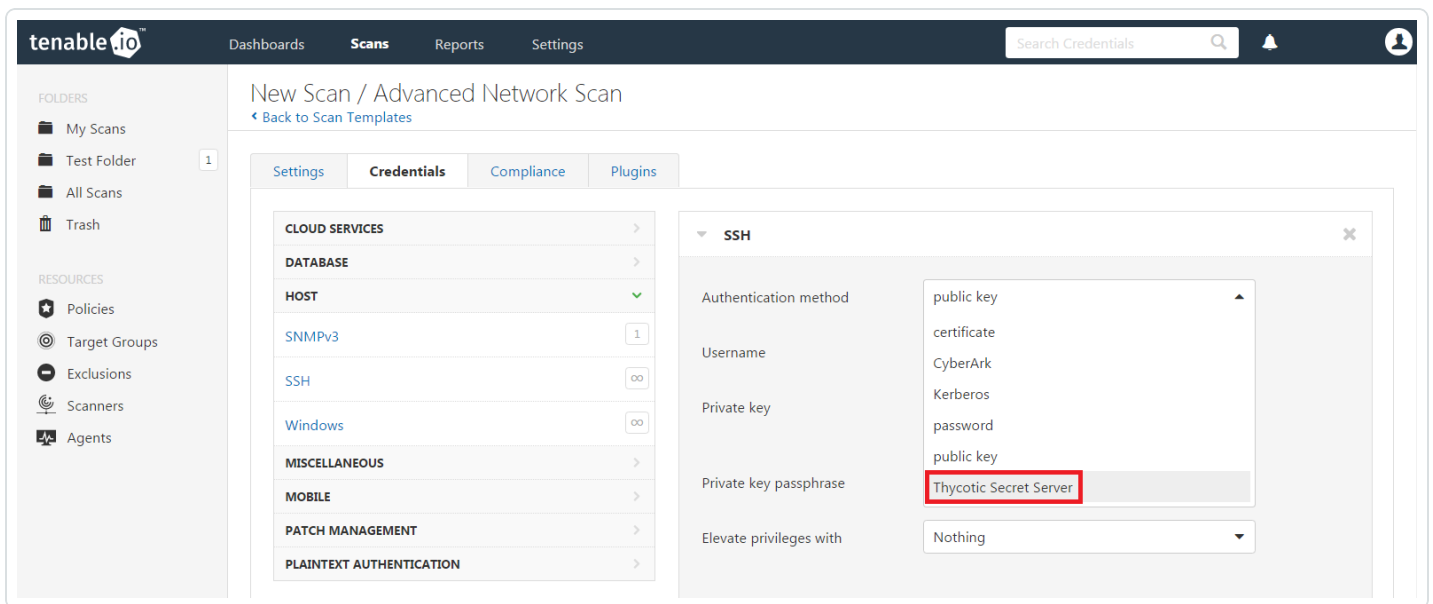 tenable.io™
Dashboards Scans Reports Settings
Search Credentials
FOLDERS
My Scans
Test Folder 1
All Scans
Trash
RESOURCES
Policies
Target Groups
Exclusions
Scanners
Agents
New Scan / Advanced Network Scan
Back to Scan Templates
Settings Credentials Compliance Plugins
CLOUD SERVICES
DATABASE
HOST
SNMPv3 1
SSH ∞
Windows ∞
MISCELLANEOUS
MOBILE
PATCH MANAGEMENT
PLAINTEXT AUTHENTICATION
SSH
Authentication method public key
certificate
Username
CyberArk
Kerberos
Private key
password
public key
Private key passphrase
Thycotic Secret Server
Elevate privileges with Nothing